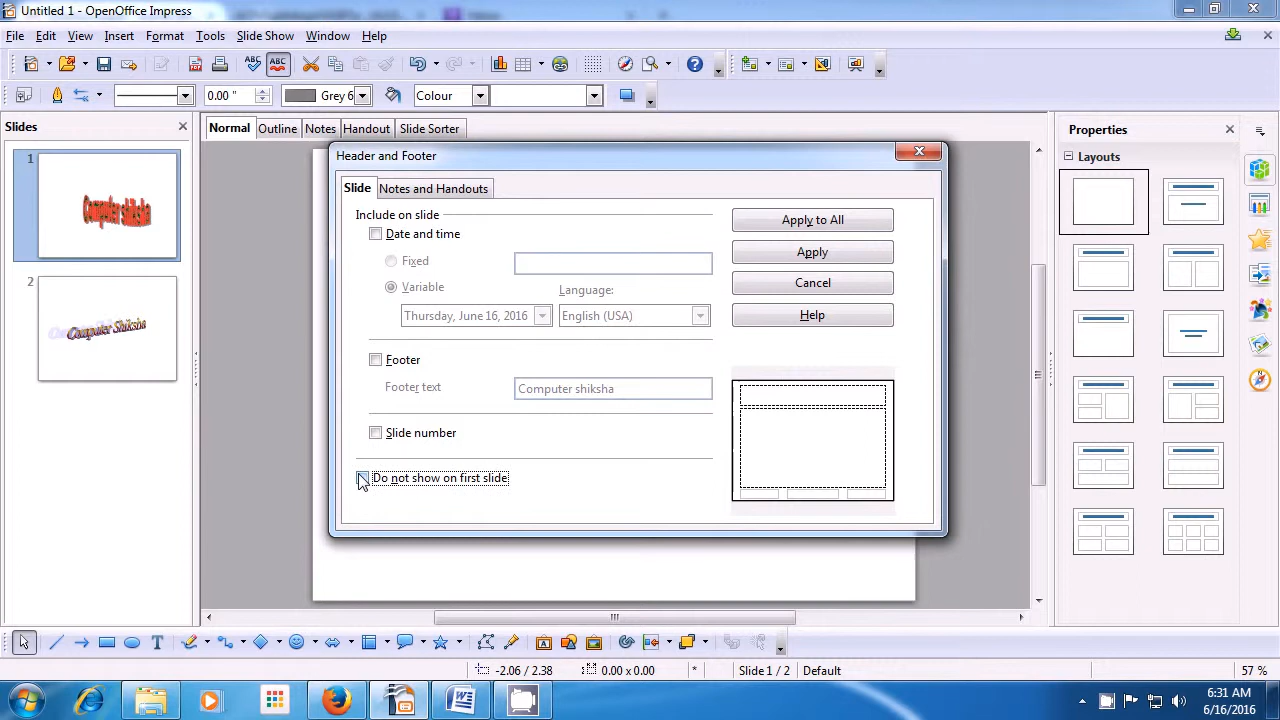 Untitled 1 - OpenOffice Impress
File Edit View Insert Format Tools Slide Show Window Help
0.00 " Grey 6 Colour
Slides
Normal Outline Notes Handout Slide Sorter
Properties
Layouts
1
Computer shiksha
2
Computer Shiksha
Header and Footer
Slide Notes and Handouts
Include on slide
Date and time
Fixed
Variable
Language:
Thursday, June 16, 2016 English (USA)
Footer
Footer text Computer shiksha
Slide number
Do not show on first slide
Apply to All
Apply
Cancel
Help
-2.06 / 2.38 0.00 x 0.00 * Slide 1 / 2 Default 57 %
6:31 AM
6/16/2016